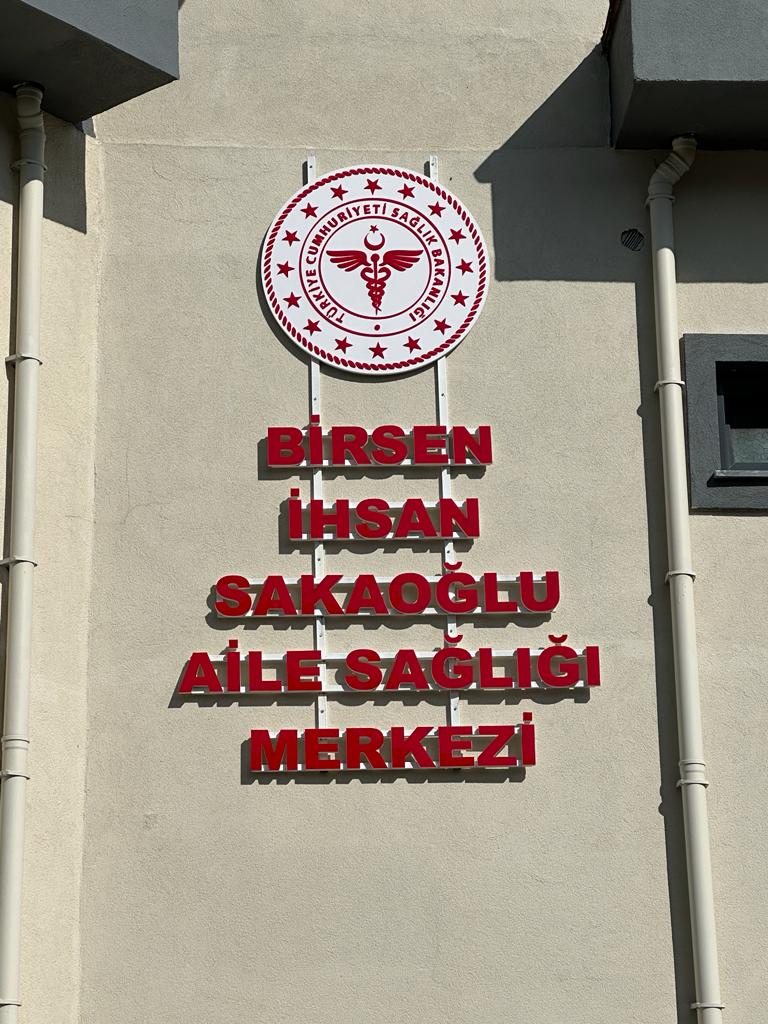 TÜRKİYE CUMHURİYETİ SAĞLIK BAKANLIĞI
BİRSEN
İHSAN
SAKAOĞLU
AİLE SAĞLIĞI
MERKEZİ